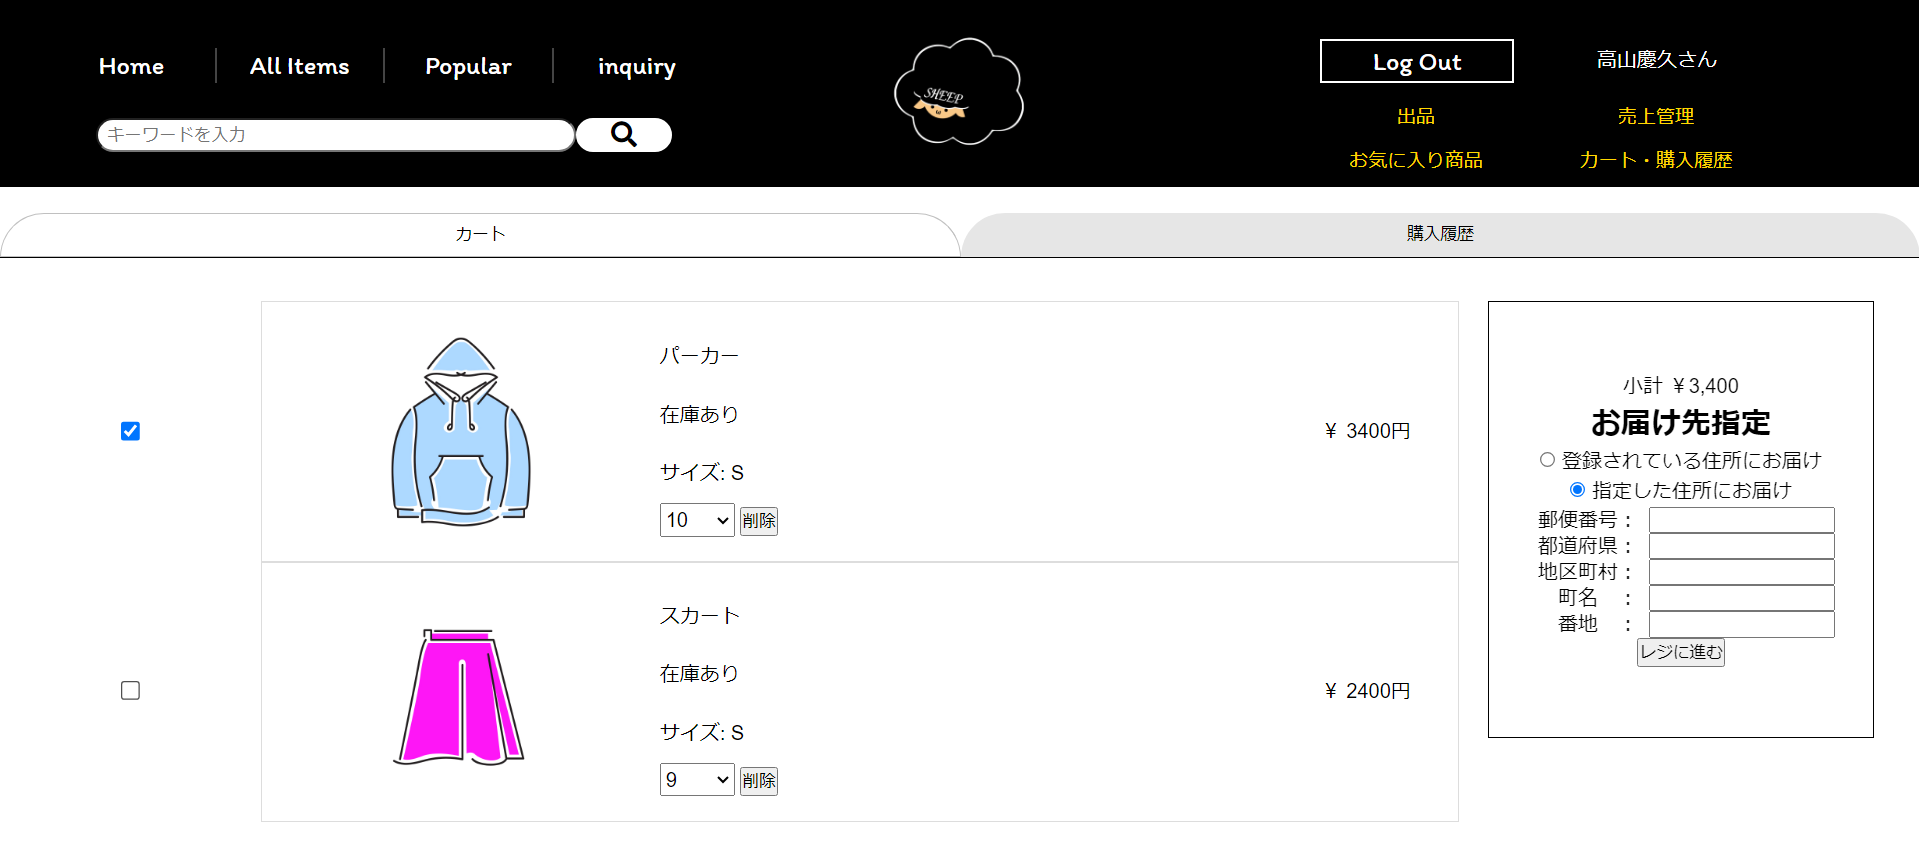 Home
All Items
Popular
inquiry
SHEEP
Log Out
高山慶久さん
キーワードを入力
出品
売上管理
お気に入り商品
カート・購入履歴
カート
購入履歴
パーカー
在庫あり
サイズ: S
10
削除
¥ 3400円
スカート
在庫あり
サイズ: S
9
削除
¥ 2400円
小計 ¥3,400
お届け先指定
登録されている住所にお届け
指定した住所にお届け
郵便番号：
都道府県：
地区町村：
町名　：
番地　：
レジに進む